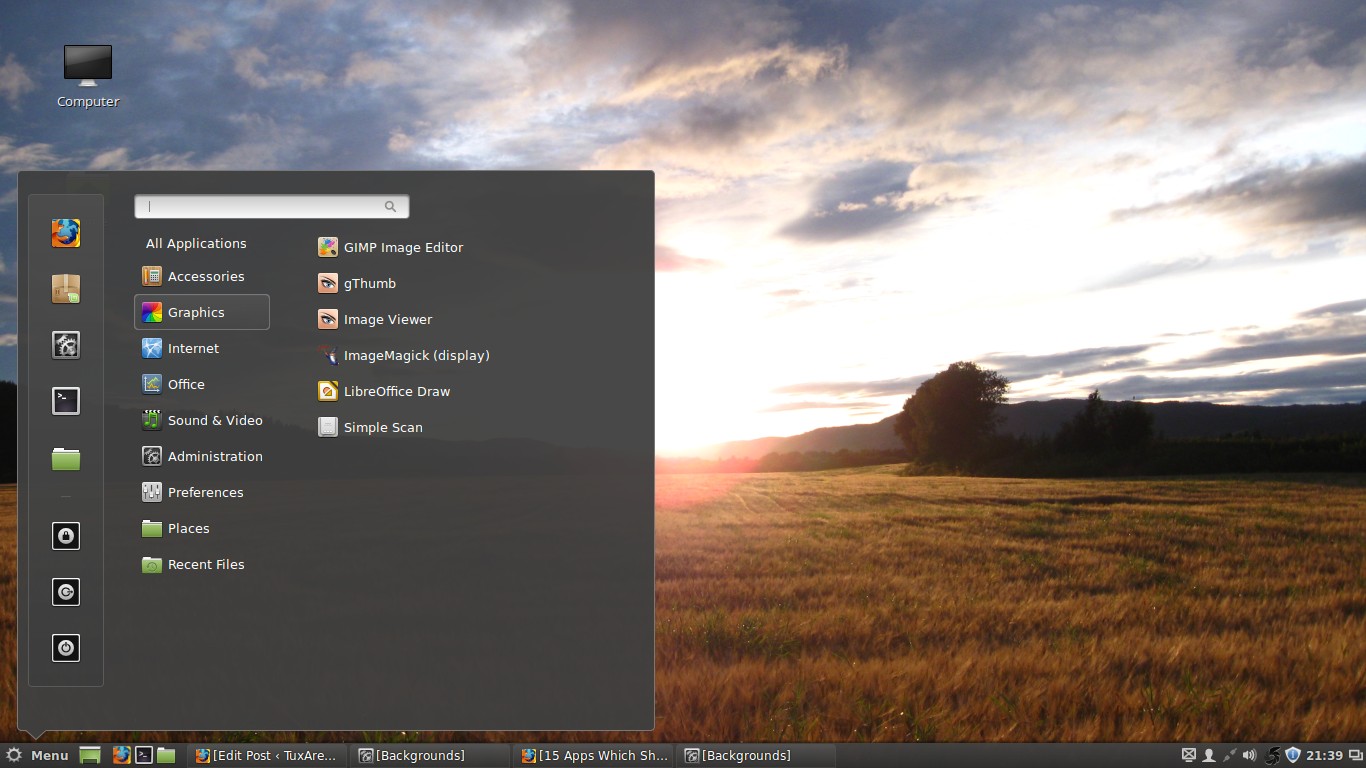 Computer
All Applications
Accessories
Graphics
Internet
Office
Sound & Video
Administration
Preferences
Places
Recent Files
GIMP Image Editor
gThumb
Image Viewer
ImageMagick (display)
LibreOffice Draw
Simple Scan
Menu
[Edit Post ‹ TuxAre...
[Backgrounds]
[15 Apps Which Sh...
[Backgrounds]
21:39